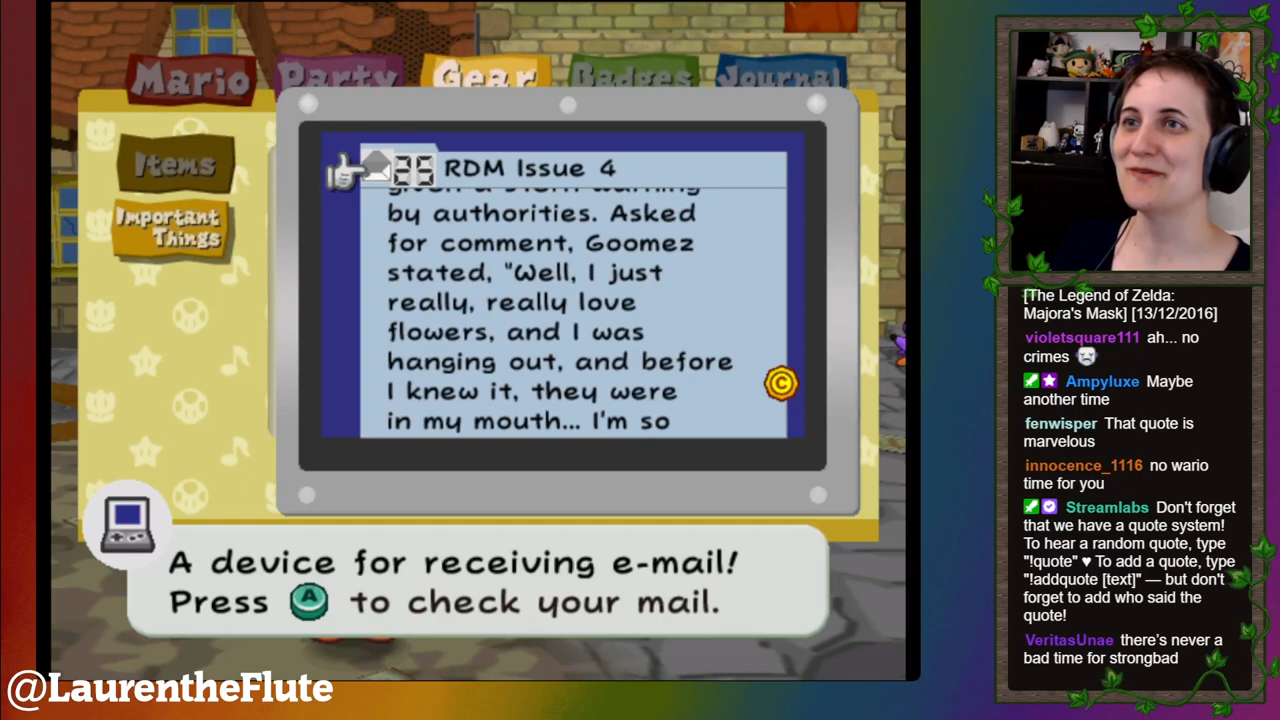 Mario
Party
Gear
Badges
Journal
Items
Important
Things
25 RDM Issue 4
given a stern warning
by authorities. Asked
for comment, Goomez
stated, "Well, I just
really, really love
flowers, and I was
hanging out, and before
I knew it, they were
in my mouth... I'm so
C
A device for receiving e-mail!
Press A to check your mail.
@LaurentheFlute
[The Legend of Zelda:
Majora's Mask] [13/12/2016]
violetsquare111 ah... no
crimes
Ampyluxe Maybe
another time
fenwisper That quote is
marvelous
innocence_1116 no wario
time for you
Streamlabs Don't forget
that we have a quote system!
To hear a random quote, type
"!quote" ♥ To add a quote, type
"!addquote [text]" — but don't
forget to add who said the
quote!
VeritasUnae there's never a
bad time for strongbad